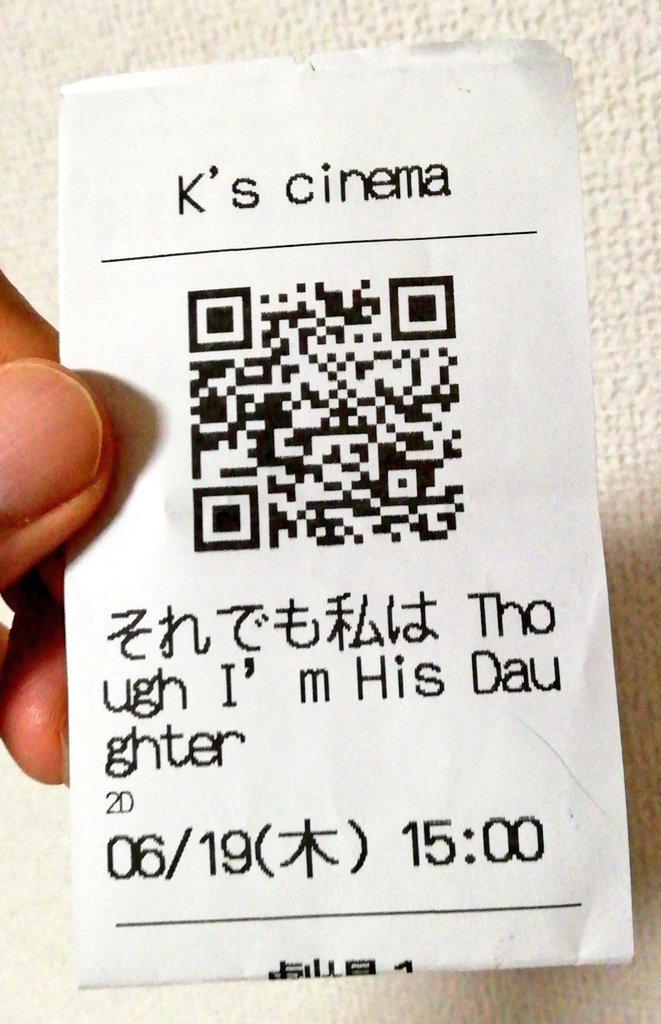 K's cinema
それでも私は Tho
ugh I'm His Dau
ghter
2D
06/19(木) 15:00